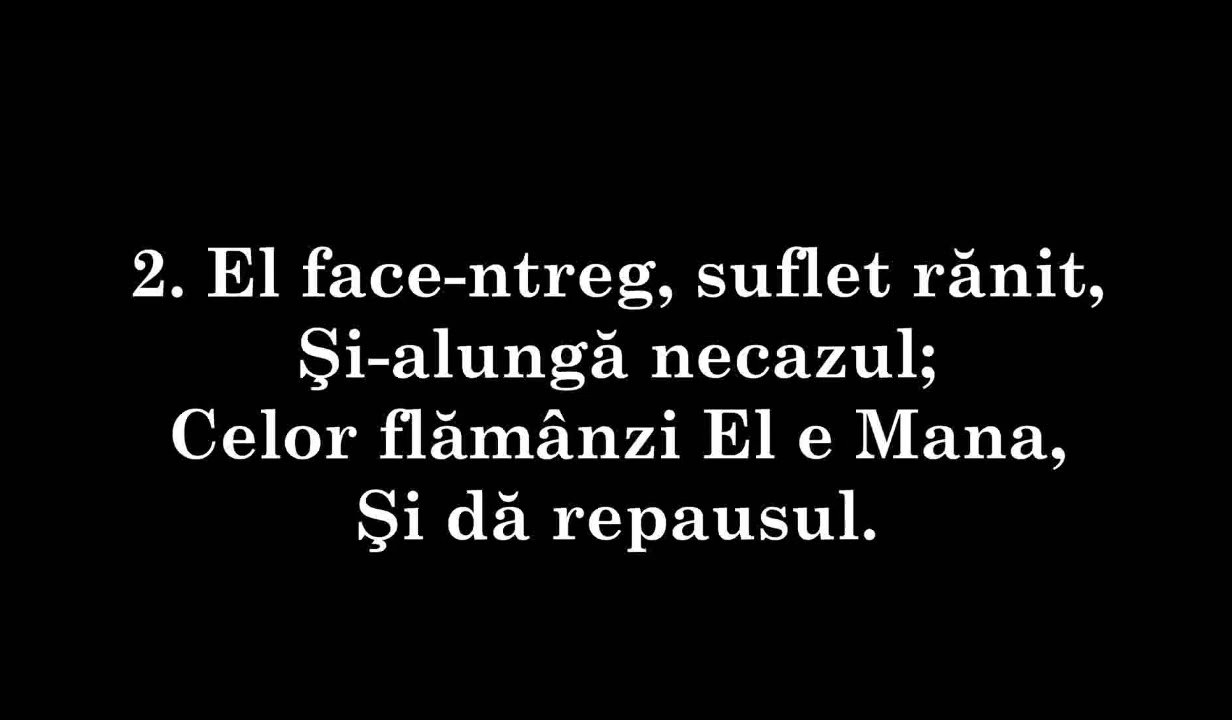 2. El face-ntreg, suflet rănit,
Şi-alungă necazul;
Celor flămânzi El e Mana,
Şi dă repausul.